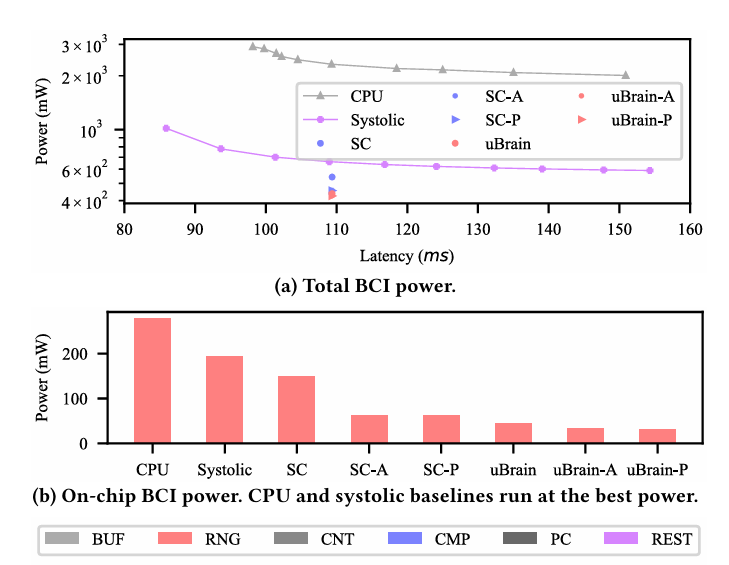 3 × 10³
2 × 10³
10³
6 × 10²
4 × 10²
Power (mW)
CPU
Systolic
SC
SC-A
SC-P
uBrain
uBrain-A
uBrain-P
80 90 100 110 120 130 140 150 160
Latency (ms)
(a) Total BCI power.
200
100
0
Power (mW)
CPU Systolic SC SC-A SC-P uBrain uBrain-A uBrain-P
(b) On-chip BCI power. CPU and systolic baselines run at the best power.
BUF RNG CNT CMP PC REST